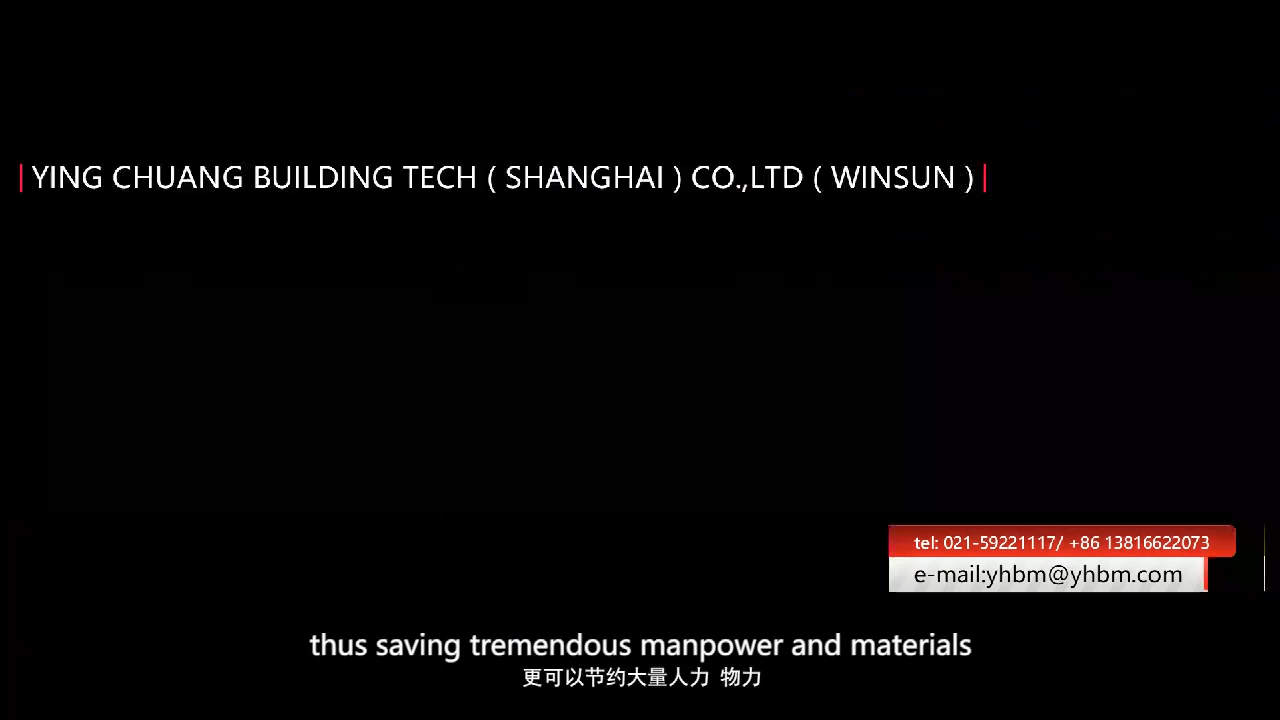 | YING CHUANG BUILDING TECH ( SHANGHAI ) CO.,LTD ( WINSUN ) |
tel: 021-59221117/ +86 13816622073
e-mail:yhbm@yhbm.com
thus saving tremendous manpower and materials
更可以节约大量人力 物力